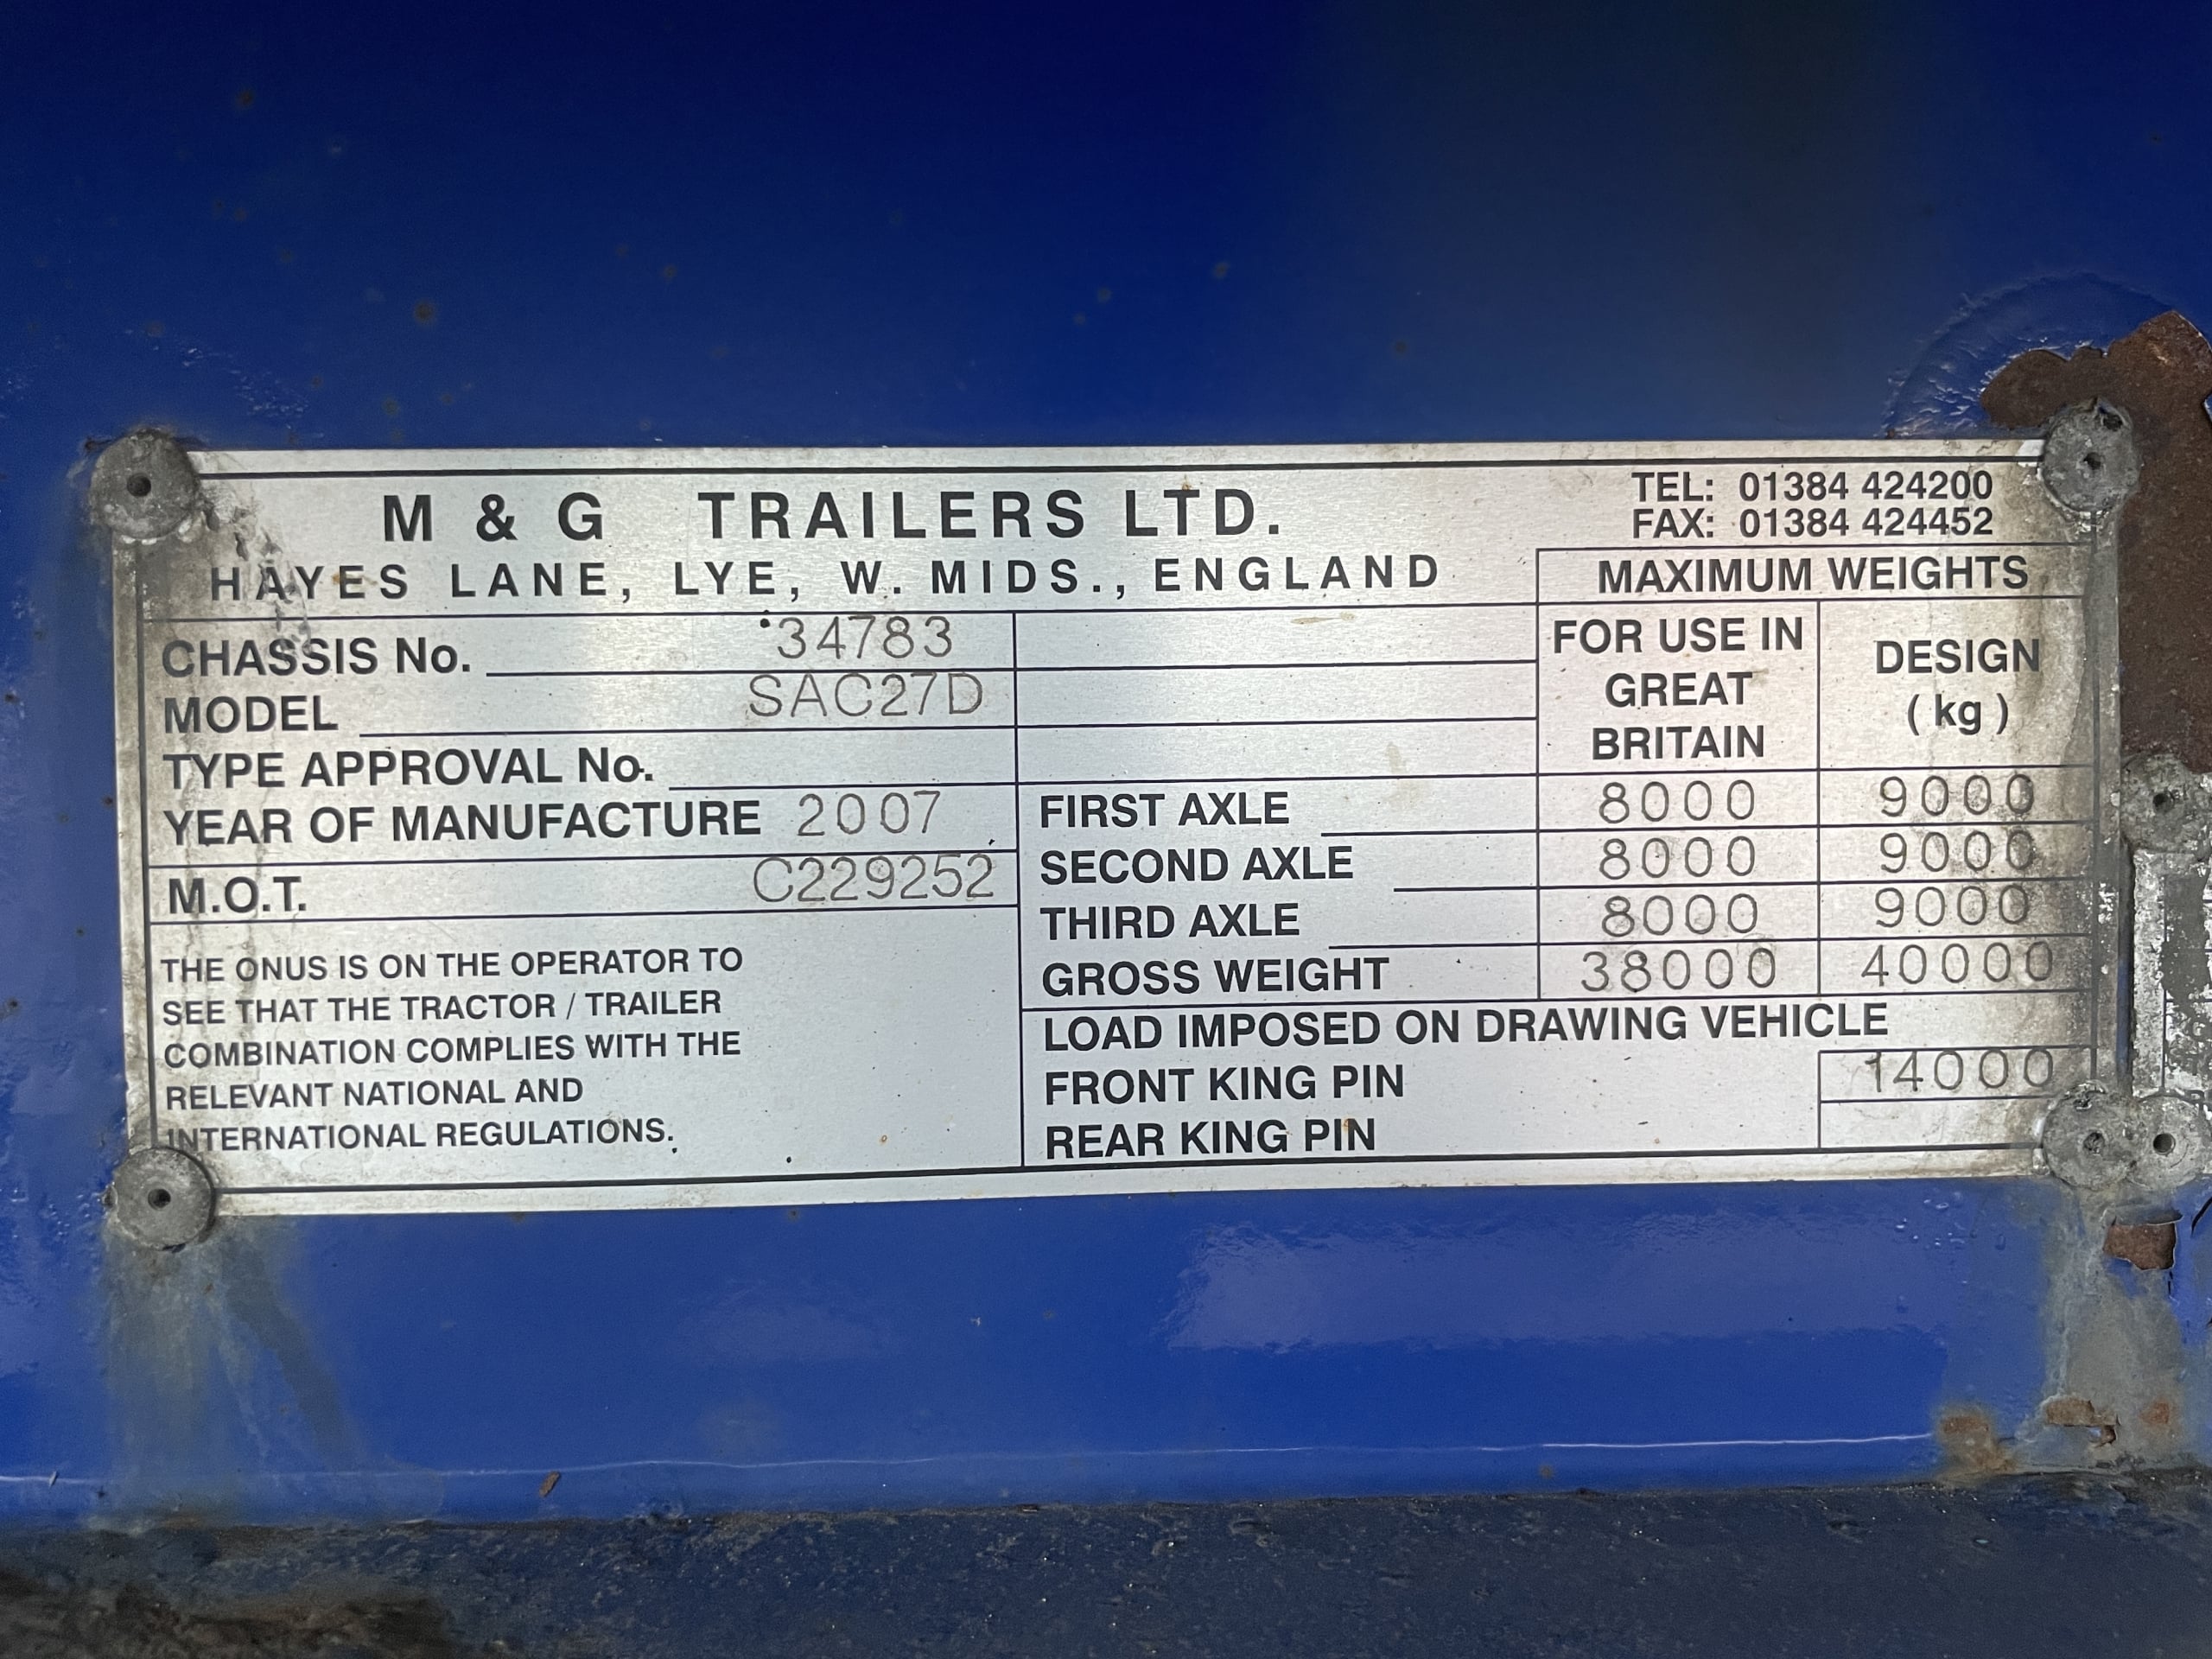 M & G TRAILERS LTD.
TEL: 01384 424200
FAX: 01384 424452
HAYES LANE, LYE, W. MIDS., ENGLAND
MAXIMUM WEIGHTS
FOR USE IN
GREAT
BRITAIN
DESIGN
( kg )
CHASSIS No. 34783
MODEL SAC27D
TYPE APPROVAL No.
YEAR OF MANUFACTURE 2007
M.O.T. C229252
THE ONUS IS ON THE OPERATOR TO
SEE THAT THE TRACTOR / TRAILER
COMBINATION COMPLIES WITH THE
RELEVANT NATIONAL AND
INTERNATIONAL REGULATIONS.
FIRST AXLE 8000 9000
SECOND AXLE 8000 9000
THIRD AXLE 8000 9000
GROSS WEIGHT 38000 40000
LOAD IMPOSED ON DRAWING VEHICLE
FRONT KING PIN 14000
REAR KING PIN